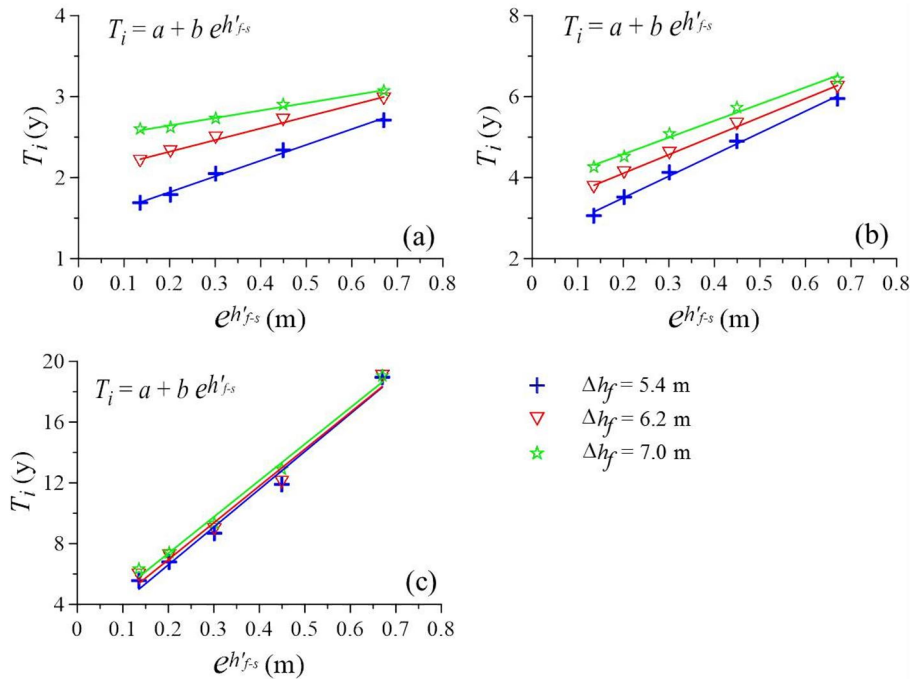 T_i = a + b e^{h'_{f-s}}
4
3
2
1
T_i (y)
0 0.1 0.2 0.3 0.4 0.5 0.6 0.7 0.8
e^{h'_{f-s}} (m)
(a)
T_i = a + b e^{h'_{f-s}}
8
6
4
2
T_i (y)
0 0.1 0.2 0.3 0.4 0.5 0.6 0.7 0.8
e^{h'_{f-s}} (m)
(b)
T_i = a + b e^{h'_{f-s}}
20
16
12
8
4
T_i (y)
0 0.1 0.2 0.3 0.4 0.5 0.6 0.7 0.8
e^{h'_{f-s}} (m)
(c)
Δh_f = 5.4 m
Δh_f = 6.2 m
Δh_f = 7.0 m